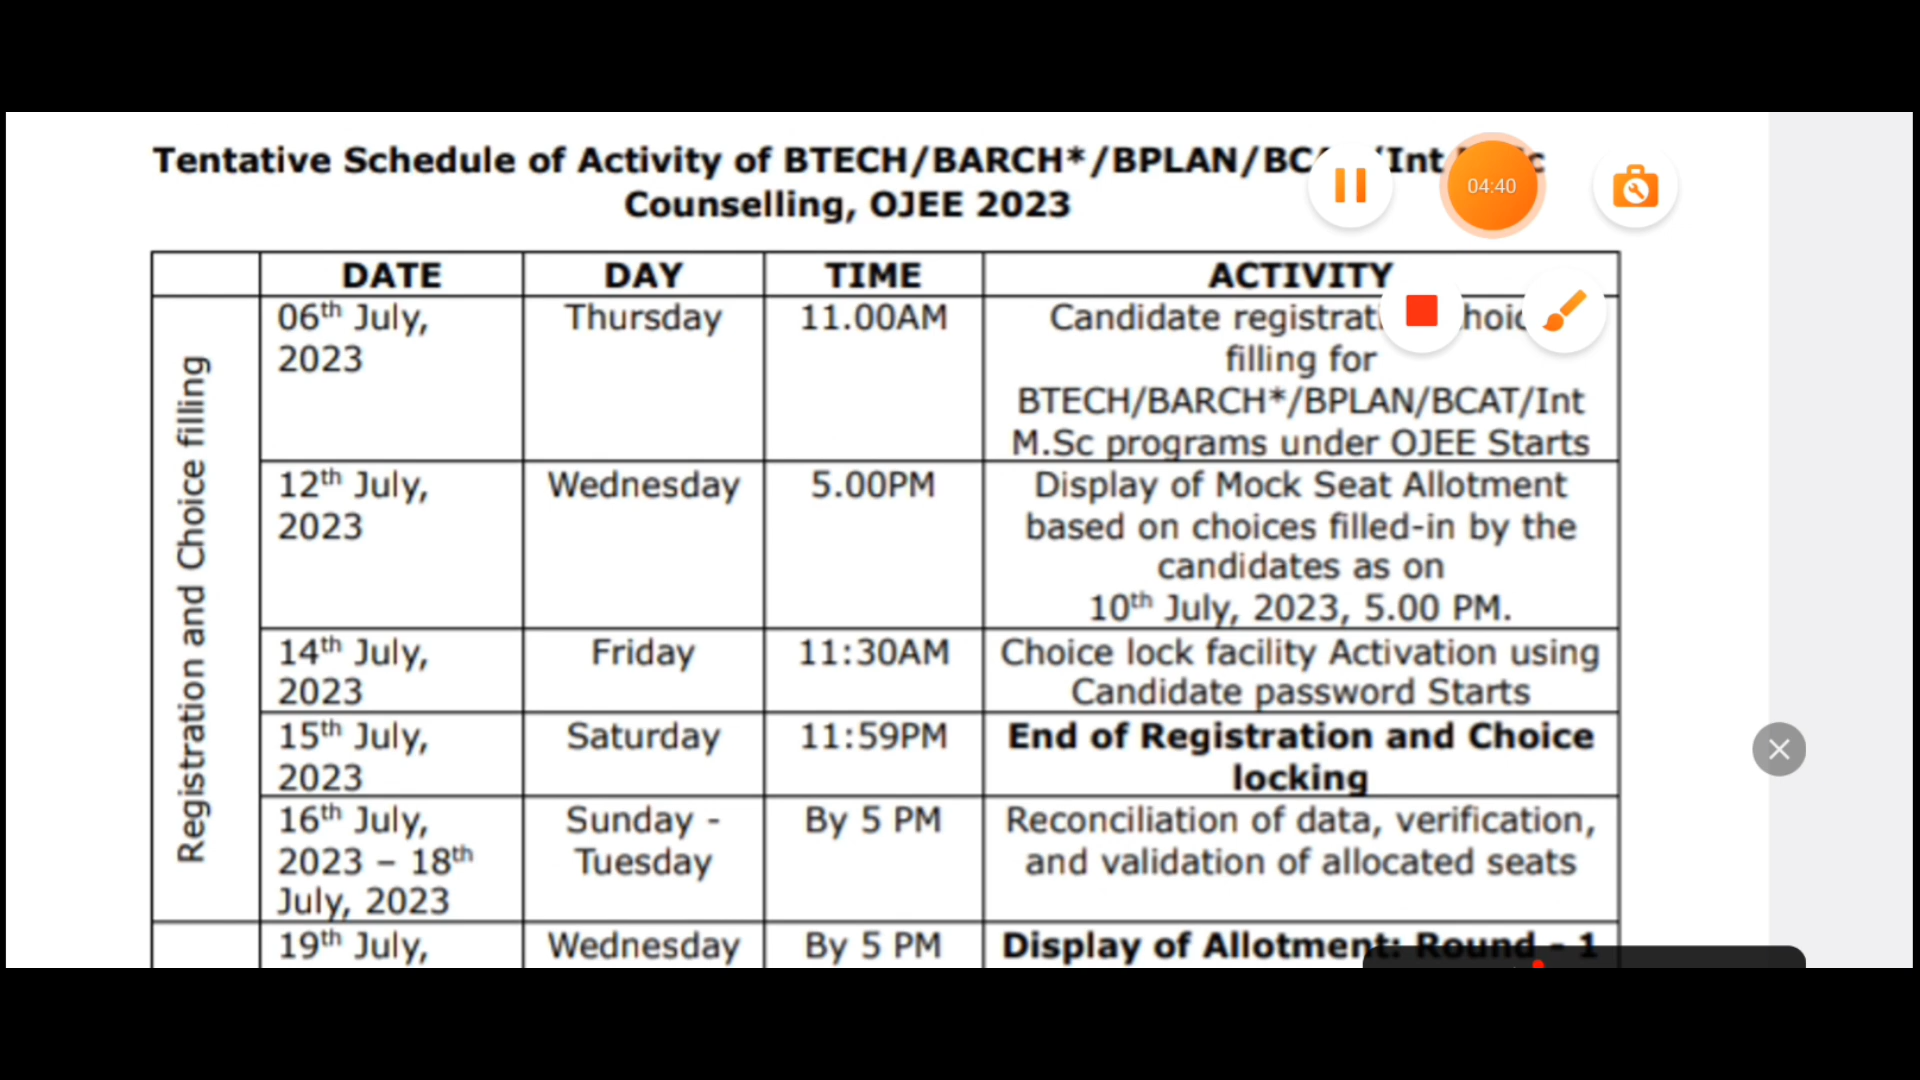 Tentative Schedule of Activity of BTECH/BARCH*/BPLAN/ /Int
Counselling, OJEE 2023
04:40
DATE DAY TIME ACTIVITY
Registration and Choice filling
06th July, 2023 Thursday 11.00AM Candidate
filling for
BTECH/BARCH*/BPLAN/BCAT/Int
M.Sc programs under OJEE Starts
12th July, 2023 Wednesday 5.00PM Display of Mock Seat Allotment
based on choices filled-in by the
candidates as on
10th July, 2023, 5.00 PM.
14th July, 2023 Friday 11:30AM Choice lock facility Activation using
Candidate password Starts
15th July, 2023 Saturday 11:59PM End of Registration and Choice
locking
16th July, 2023 – 18th July, 2023 Sunday - Tuesday By 5 PM Reconciliation of data, verification,
and validation of allocated seats
19th July, Wednesday By 5 PM Display of Allotment: Round - 1